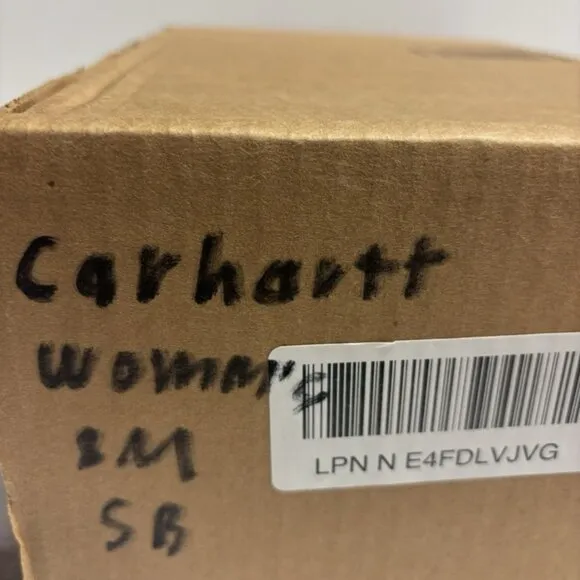 Carhartt
woman's
8M
SB
LPN N E4FDLVJVG